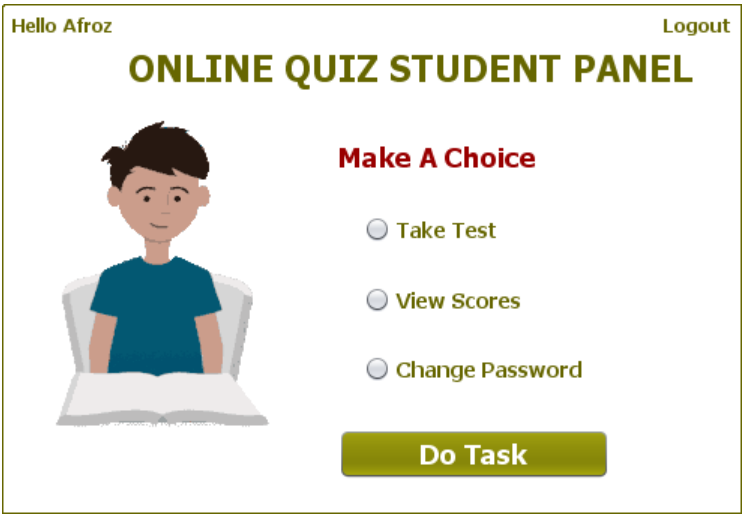 Hello Afroz
Logout
ONLINE QUIZ STUDENT PANEL
Make A Choice
Take Test
View Scores
Change Password
Do Task